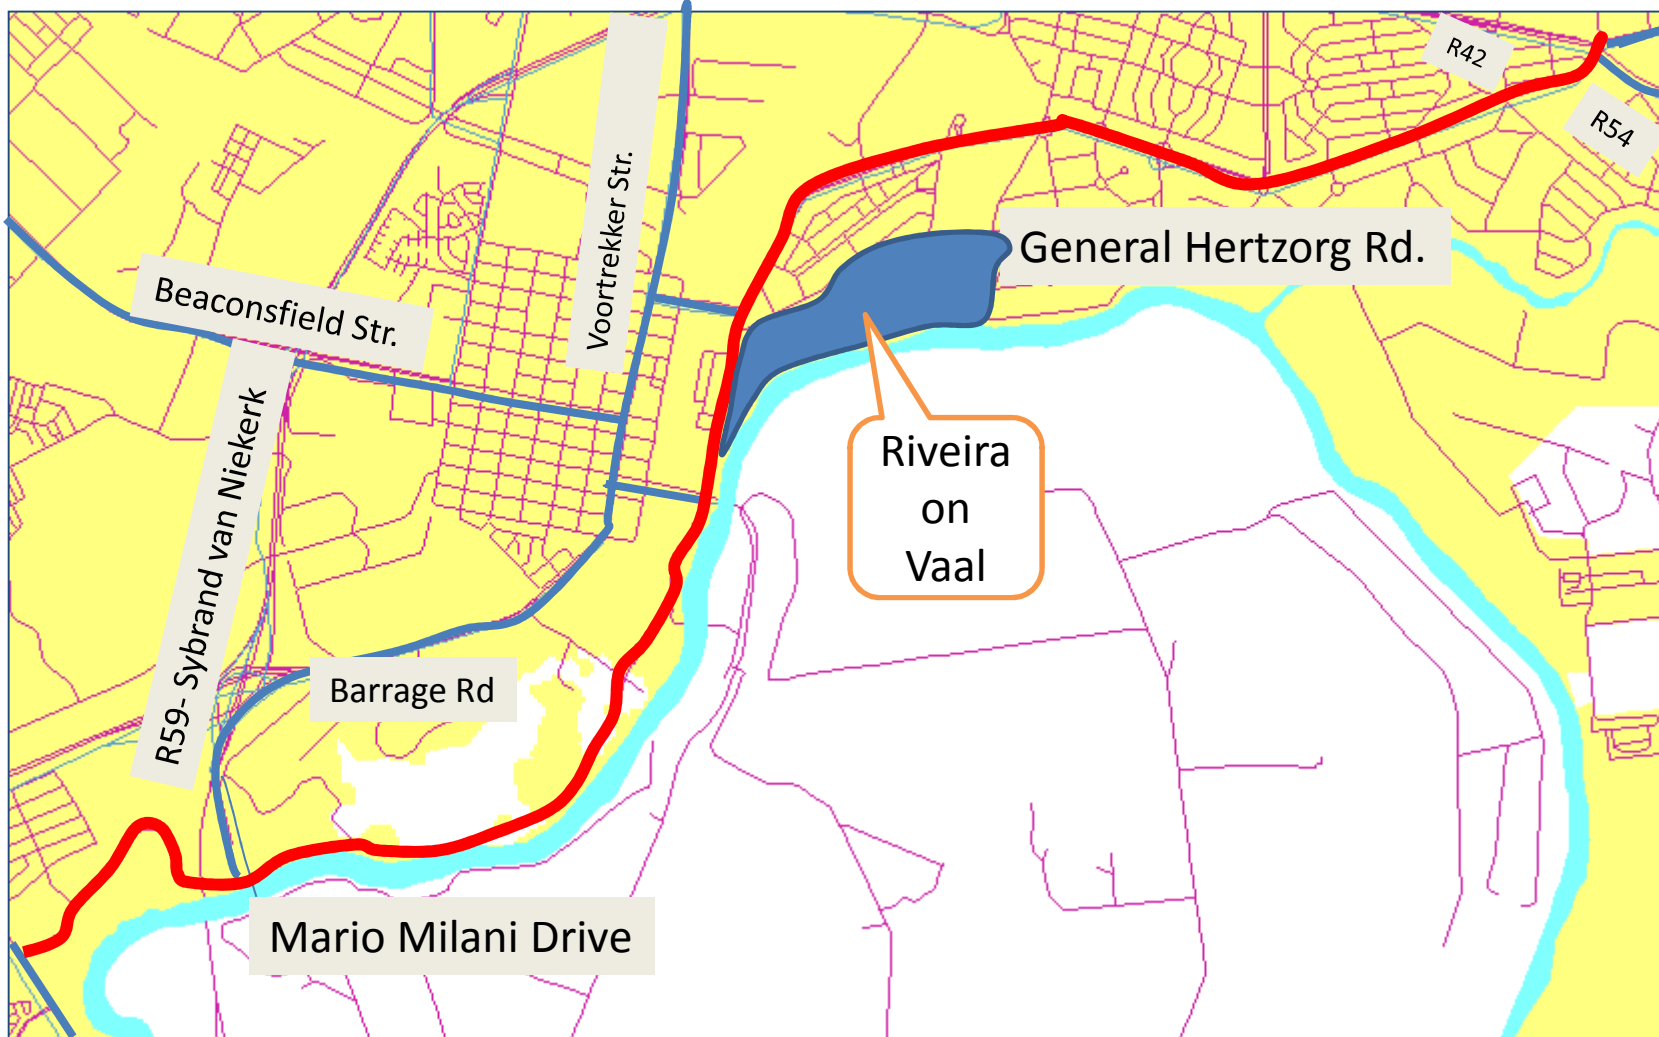 R42
R54
Voortrekker Str.
General Hertzorg Rd.
Beaconsfield Str.
R59- Sybrand van Niekerk
Riveira
on
Vaal
Barrage Rd
Mario Milani Drive